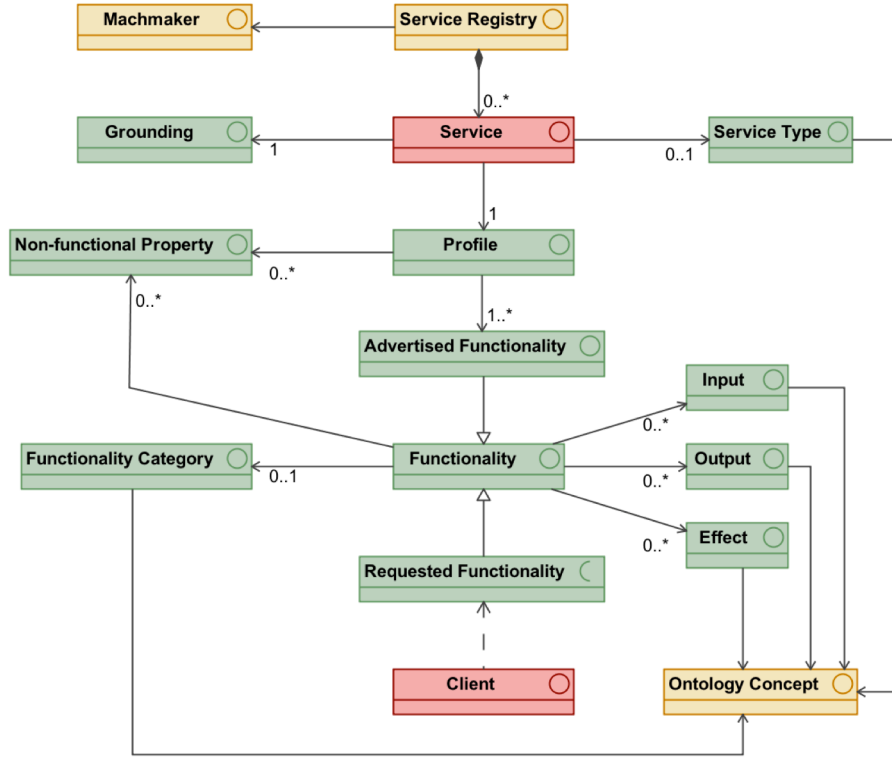 Machmaker
Service Registry
0..*
Grounding
Service
Service Type
1
0..1
1
Non-functional Property
Profile
0..*
0..*
1..*
Advertised Functionality
Input
0..*
Functionality Category
Functionality
Output
0..1
0..*
Effect
0..*
Requested Functionality
Client
Ontology Concept